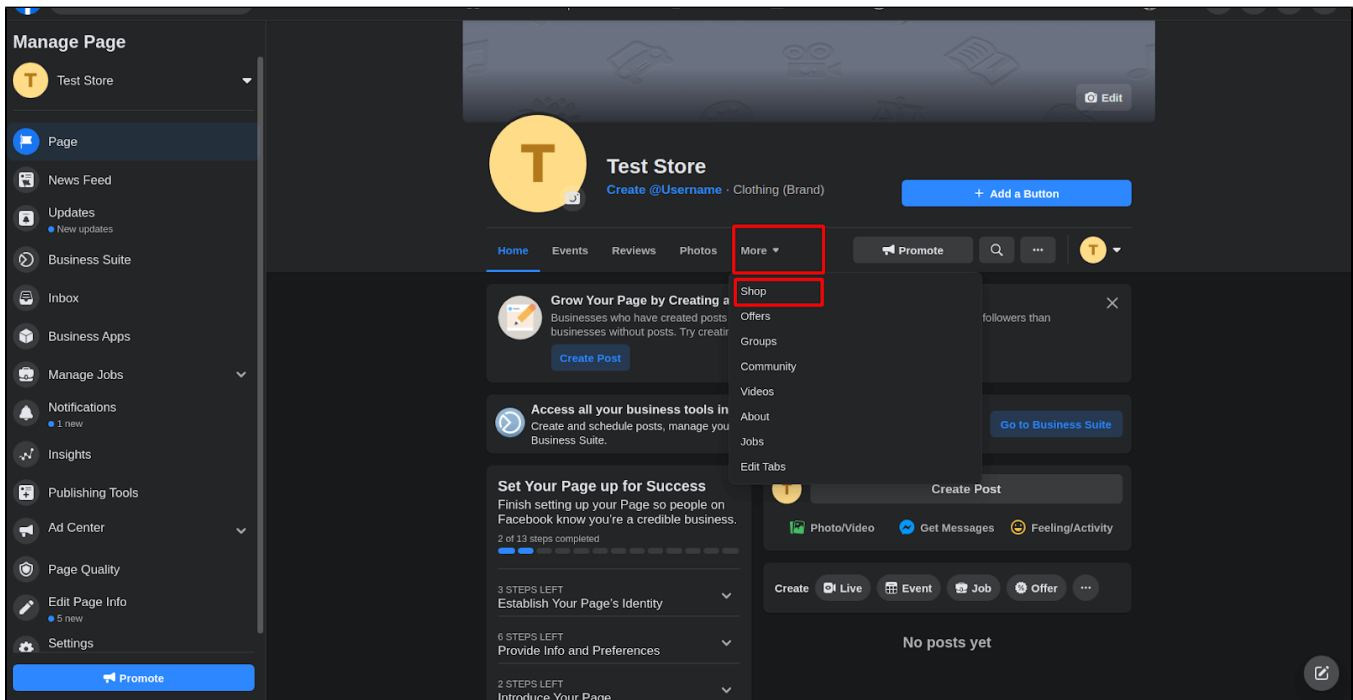 Manage Page
T
Test Store
Page
News Feed
Updates
New updates
Business Suite
Inbox
Business Apps
Manage Jobs
Notifications
1 new
Insights
Publishing Tools
Ad Center
Page Quality
Edit Page Info
5 new
Settings
Promote
Edit
T
Test Store
Create @Username · Clothing (Brand)
+ Add a Button
Home Events Reviews Photos More
Promote
T
Shop
Offers
Groups
Community
Videos
About
Jobs
Edit Tabs
Grow Your Page by Creating a
Businesses who have created posts followers than
businesses without posts. Try creatin
Create Post
Access all your business tools in
Create and schedule posts, manage you
Business Suite.
Go to Business Suite
Set Your Page up for Success
Finish setting up your Page so people on
Facebook know you're a credible business.
2 of 13 steps completed
3 STEPS LEFT
Establish Your Page's Identity
6 STEPS LEFT
Provide Info and Preferences
2 STEPS LEFT
Introduce Your Page
T
Create Post
Photo/Video Get Messages Feeling/Activity
Create Live Event Job Offer
No posts yet